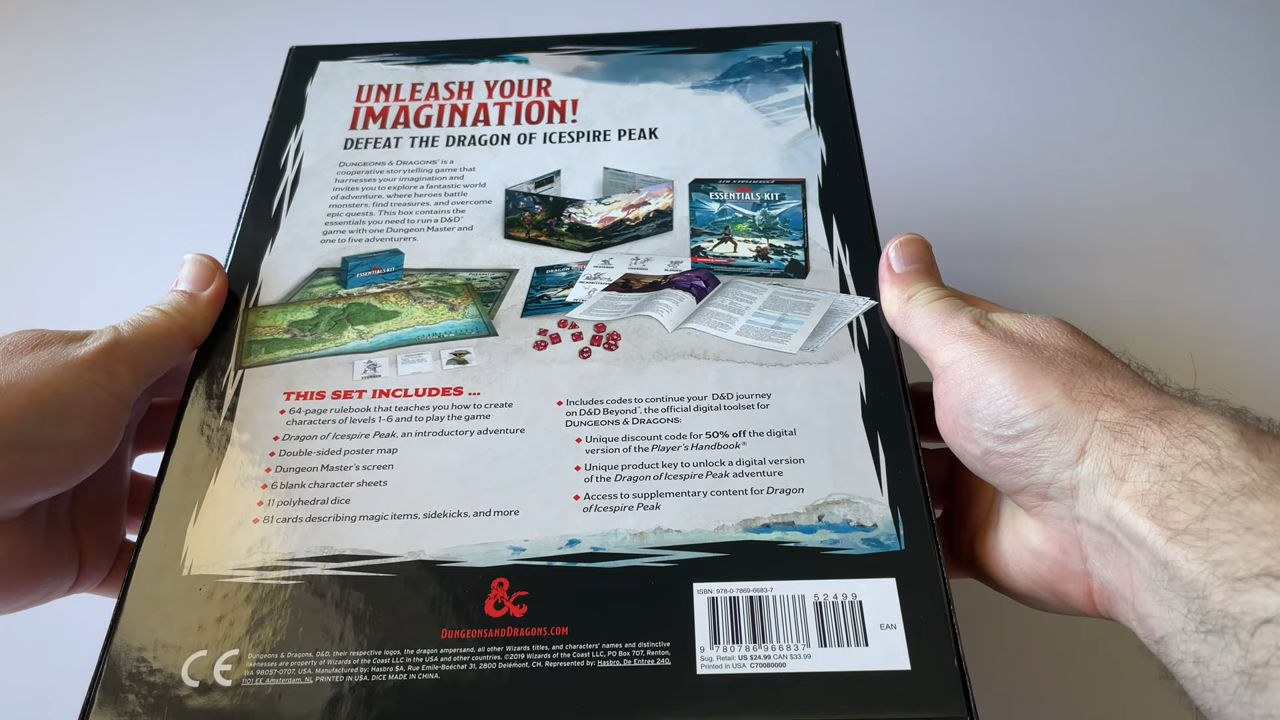 UNLEASH YOUR
IMAGINATION!
DEFEAT THE DRAGON OF ICESPIRE PEAK
DUNGEONS & DRAGONS® is a
cooperative storytelling game that
harnesses your imagination and
invites you to explore a fantastic world
of adventure, where heroes battle
monsters, find treasures, and overcome
epic quests. This box contains the
essentials you need to run a D&D®
game with one Dungeon Master and
one to five adventurers.
ESSENTIALS KIT
ESSENTIALS KIT
DRAGON
STUNNED
THIS SET INCLUDES ...
64-page rulebook that teaches you how to create
characters of levels 1-6 and to play the game
Dragon of Icespire Peak, an introductory adventure
Double-sided poster map
Dungeon Master's screen
6 blank character sheets
11 polyhedral dice
81 cards describing magic items, sidekicks, and more
Includes codes to continue your D&D journey
on D&D Beyond™, the official digital toolset for
DUNGEONS & DRAGONS:
Unique discount code for 50% off the digital
version of the Player's Handbook®
Unique product key to unlock a digital version
of the Dragon of Icespire Peak adventure
Access to supplementary content for Dragon
of Icespire Peak
DUNGEONSANDDRAGONS.COM
CE
Dungeons & Dragons, D&D, their respective logos, the dragon ampersand, all other Wizards titles, and characters' names and distinctive
likenesses are property of Wizards of the Coast LLC in the USA and other countries. ©2019 Wizards of the Coast LLC, PO Box 707, Renton,
WA 98057-0707, USA. Manufactured by: Hasbro SA, Rue Emile-Boéchat 31, 2800 Delémont, CH. Represented by: Hasbro, De Entree 240,
1101 EE Amsterdam, NL PRINTED IN USA. DICE MADE IN CHINA.
ISBN: 978-0-7869-6683-7
52499
EAN
9 780786 966837
Sug. Retail: US $24.99 CAN $33.99
Printed in USA C70080000